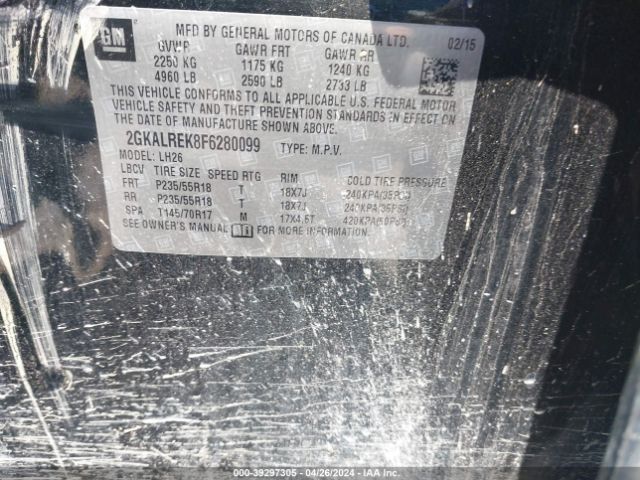 GM
MFD BY GENERAL MOTORS OF CANADA LTD. 02/15
GVWR GAWR FRT GAWR RR
2250 KG 1175 KG 1240 KG
4960 LB 2590 LB 2733 LB
THIS VEHICLE CONFORMS TO ALL APPLICABLE U.S. FEDERAL MOTOR
VEHICLE SAFETY AND THEFT PREVENTION STANDARDS IN EFFECT ON
THE DATE OF MANUFACTURE SHOWN ABOVE.
2GKALREK8F6280099 TYPE: M.P.V.
MODEL: LH26
LBCV TIRE SIZE SPEED RTG RIM COLD TIRE PRESSURE
FRT P235/55R18 T 18X7J 240KPA/35PSI
RR P235/55R18 T 18X7J 240KPA/35PSI
SPA T145/70R17 M 17X4.5T 420KPA/60PSI
SEE OWNER'S MANUAL FOR MORE INFORMATION.
000-39297305 - 04/26/2024 - IAA Inc.